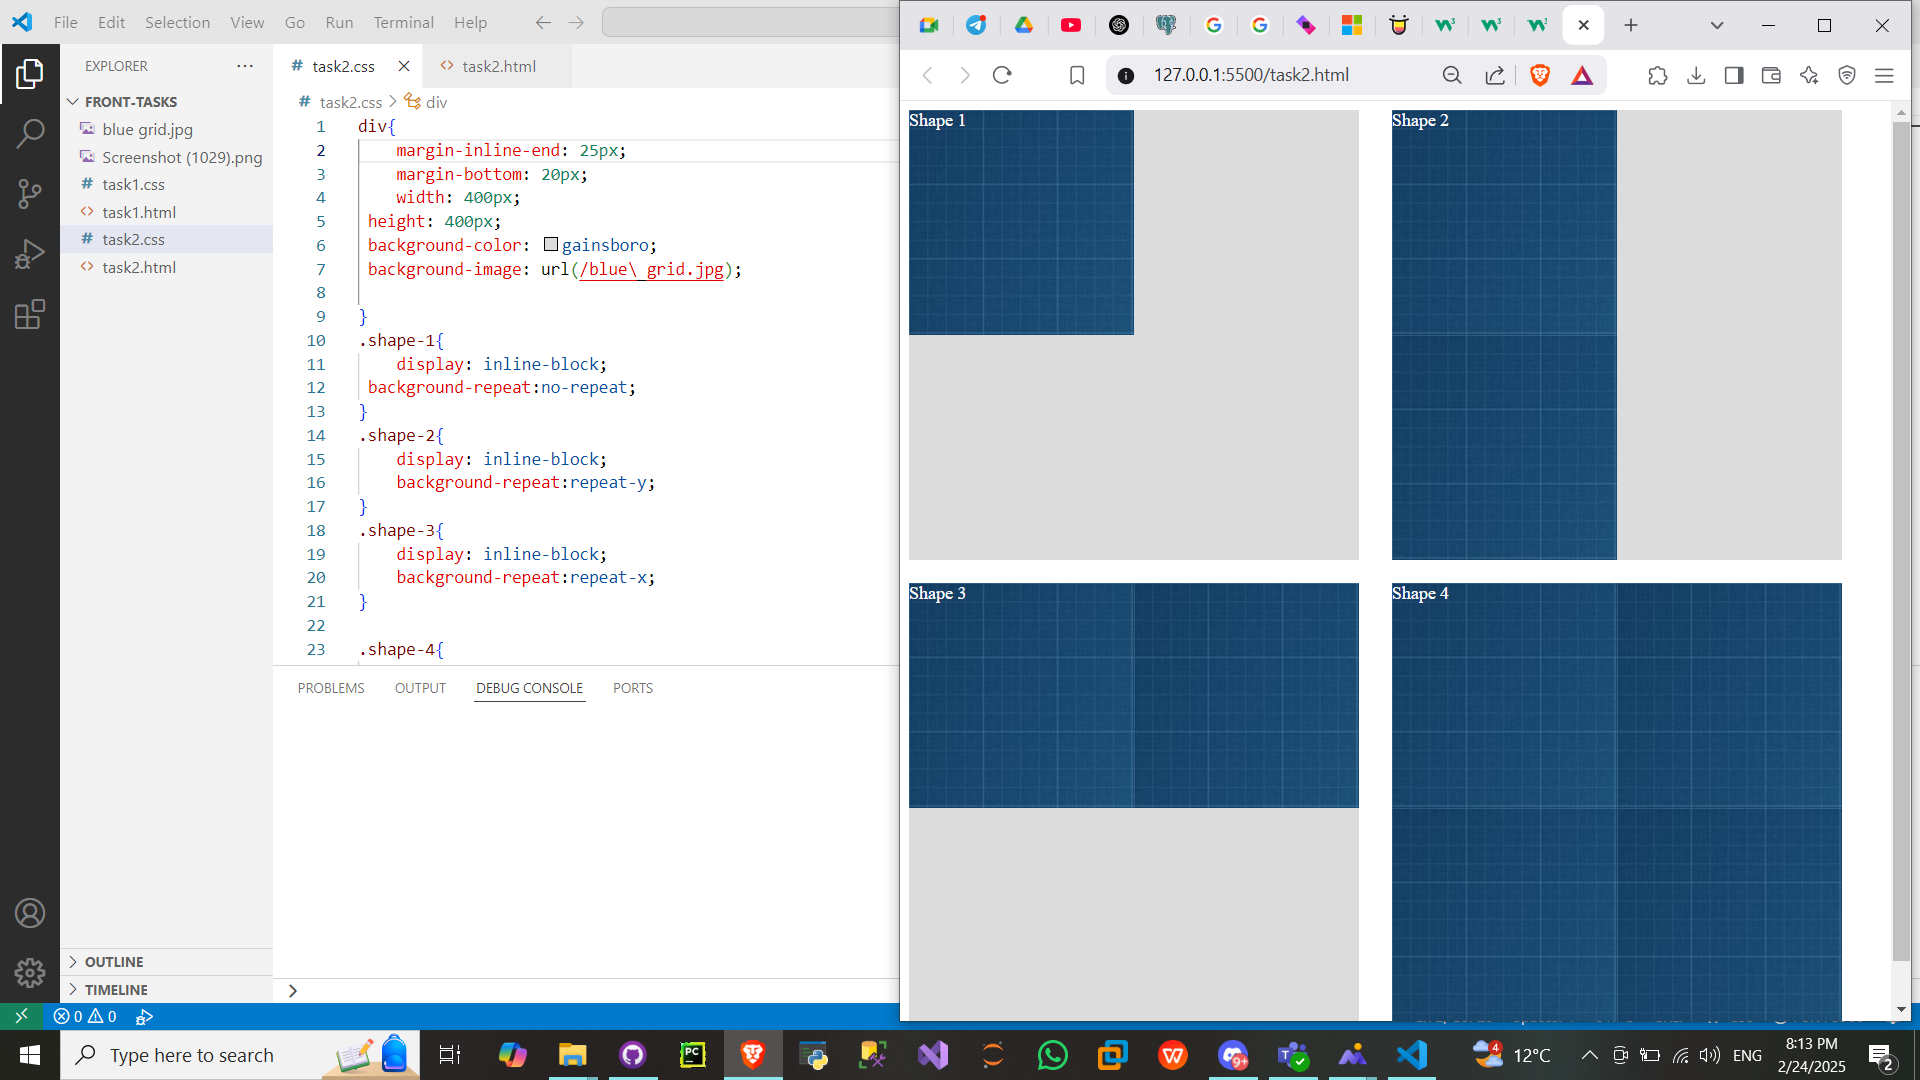 File Edit Selection View Go Run Terminal Help
EXPLORER
FRONT-TASKS
blue grid.jpg
Screenshot (1029).png
task1.css
task1.html
task2.css
task2.html
OUTLINE
TIMELINE
# task2.css
<> task2.html
# task2.css > div
1 div{
2 margin-inline-end: 25px;
3 margin-bottom: 20px;
4 width: 400px;
5 height: 400px;
6 background-color: gainsboro;
7 background-image: url(/blue\ grid.jpg);
8
9 }
10 .shape-1{
11 display: inline-block;
12 background-repeat:no-repeat;
13 }
14 .shape-2{
15 display: inline-block;
16 background-repeat:repeat-y;
17 }
18 .shape-3{
19 display: inline-block;
20 background-repeat:repeat-x;
21 }
22
23 .shape-4{
PROBLEMS OUTPUT DEBUG CONSOLE PORTS
0 0
127.0.0.1:5500/task2.html
Shape 1
Shape 2
Shape 3
Shape 4
Type here to search
PC
9+
4
12°C
ENG
8:13 PM
2/24/2025
2